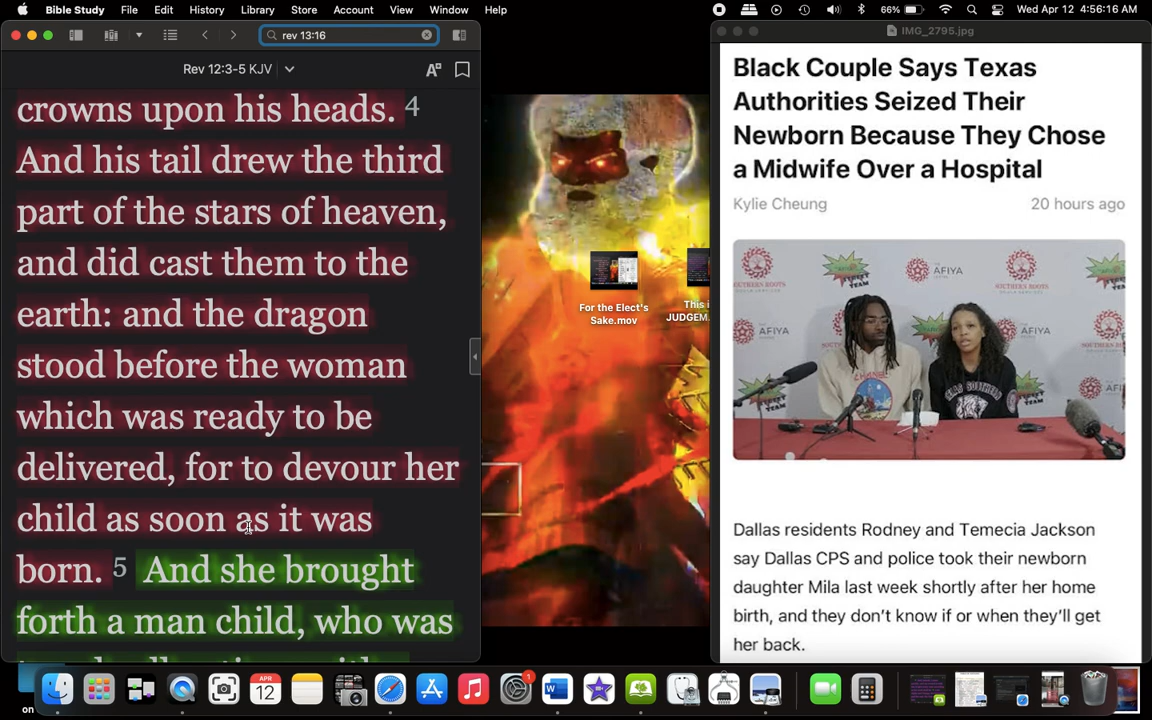 Bible Study File Edit History Library Store Account View Window Help
66% Wed Apr 12 4:56:16 AM
rev 13:16
Rev 12:3-5 KJV
crowns upon his heads. 4
And his tail drew the third
part of the stars of heaven,
and did cast them to the
earth: and the dragon
stood before the woman
which was ready to be
delivered, for to devour her
child as soon as it was
born. 5 And she brought
forth a man child, who was
For the Elect's
Sake.mov
This i
JUDGEM
on
IMG_2795.jpg
Black Couple Says Texas
Authorities Seized Their
Newborn Because They Chose
a Midwife Over a Hospital
Kylie Cheung 20 hours ago
AFIYA
SOUTHERN ROOTS
AFIYA
AFIYA
TEAM
Dallas residents Rodney and Temecia Jackson
say Dallas CPS and police took their newborn
daughter Mila last week shortly after her home
birth, and they don't know if or when they'll get
her back.
APR
12
1